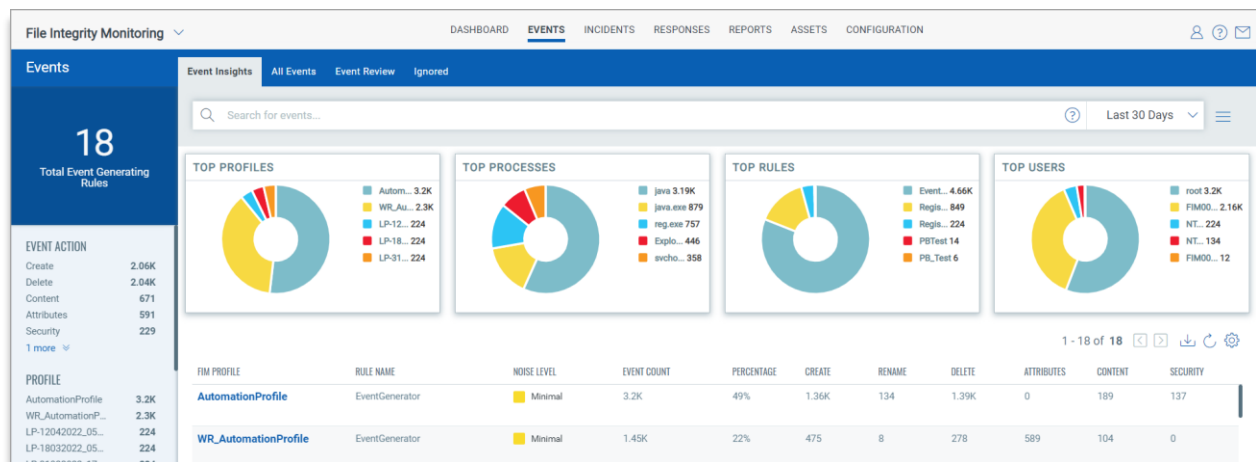 File Integrity Monitoring
DASHBOARD EVENTS INCIDENTS RESPONSES REPORTS ASSETS CONFIGURATION
Events
Event Insights All Events Event Review Ignored
Search for events...
Last 30 Days
18
Total Event Generating
Rules
TOP PROFILES
Autom... 3.2K
WR_Au... 2.3K
LP-12... 224
LP-18... 224
LP-31... 224
TOP PROCESSES
java 3.19K
java.exe 879
reg.exe 757
Explo... 446
svcho... 358
TOP RULES
Event... 4.66K
Regis... 849
Regis... 224
PBTest 14
PB_Test 6
TOP USERS
root 3.2K
FIM00... 2.16K
NT... 224
NT... 134
FIM00... 12
EVENT ACTION
Create 2.06K
Delete 2.04K
Content 671
Attributes 591
Security 229
1 more
PROFILE
AutomationProfile 3.2K
WR_AutomationP... 2.3K
LP-12042022_05... 224
LP-18032022_05... 224
1 - 18 of 18
FIM PROFILE RULE NAME NOISE LEVEL EVENT COUNT PERCENTAGE CREATE RENAME DELETE ATTRIBUTES CONTENT SECURITY
AutomationProfile EventGenerator Minimal 3.2K 49% 1.36K 134 1.39K 0 189 137
WR_AutomationProfile EventGenerator Minimal 1.45K 22% 475 8 278 589 104 0